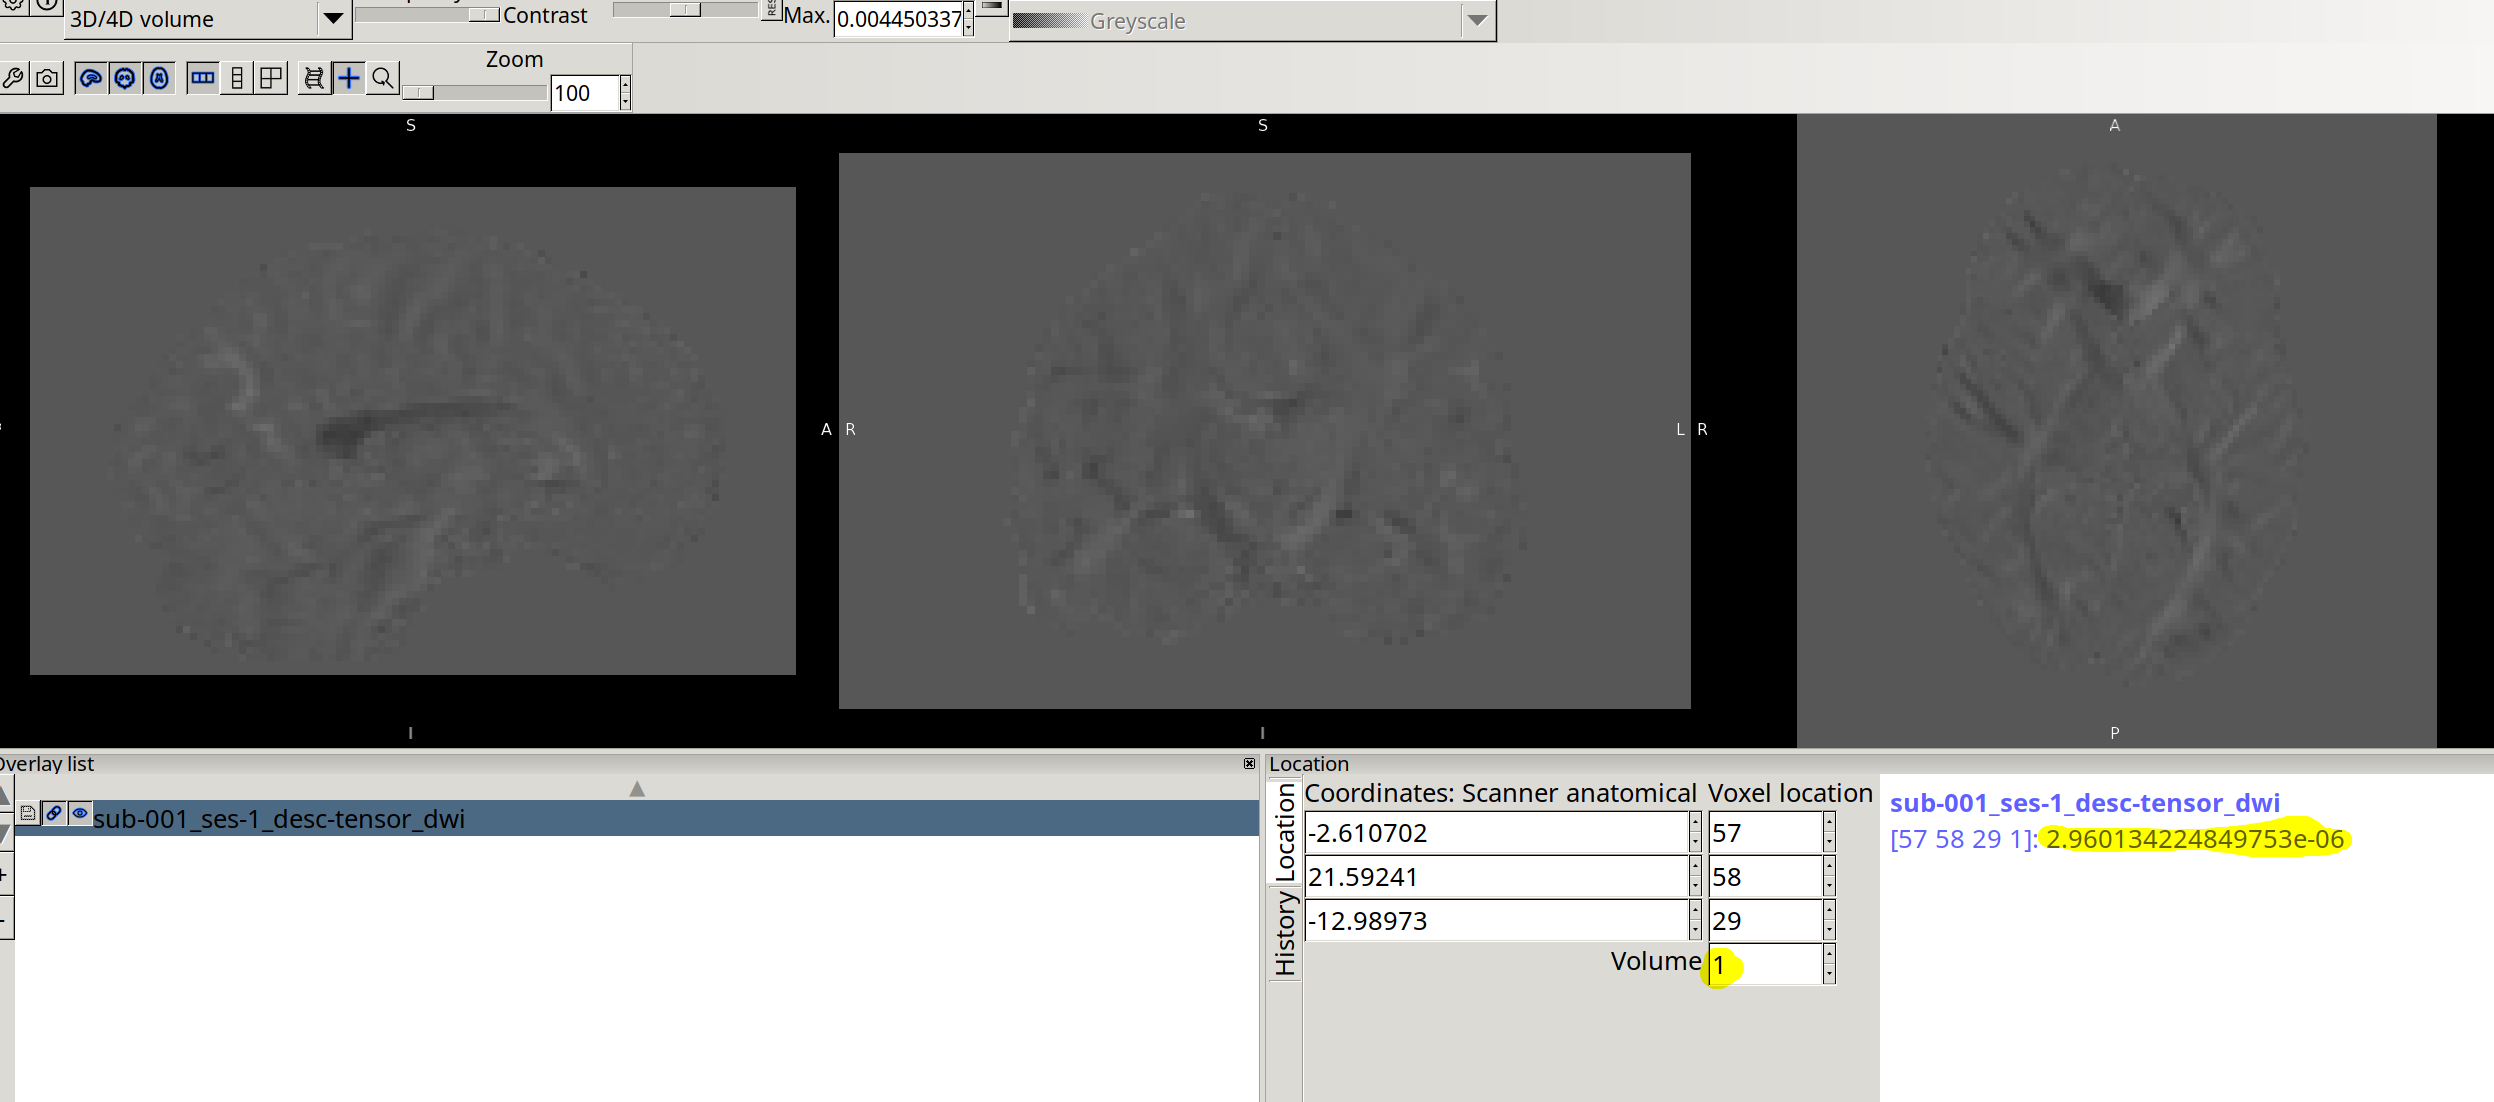 3D/4D volume
Contrast
RES
Max.
0.004450337
Greyscale
Zoom
100
S
S
A
A
R
L
R
I
I
P
Overlay list
Location
sub-001_ses-1_desc-tensor_dwi
Location
History
Coordinates: Scanner anatomical
Voxel location
-2.610702
57
21.59241
58
-12.98973
29
Volume
1
sub-001_ses-1_desc-tensor_dwi
[57 58 29 1]: 2.960134224849753e-06